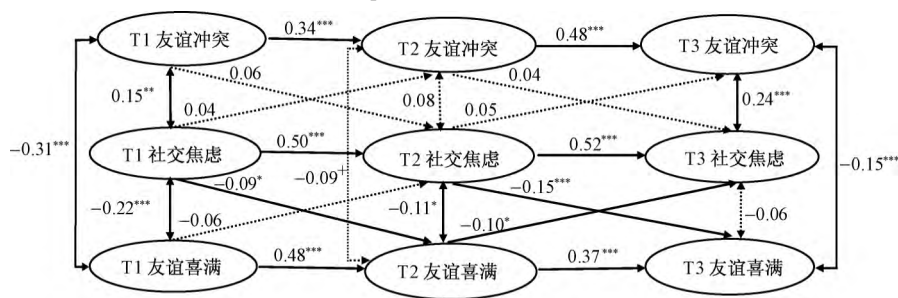 0.34***
0.48***
T1 友谊冲突
T2 友谊冲突
T3 友谊冲突
0.06
0.04
0.15**
0.04
0.08
0.05
0.24***
-0.31***
0.50***
0.52***
-0.15***
T1 社交焦虑
T2 社交焦虑
T3 社交焦虑
-0.09*
-0.09+
-0.15***
-0.22***
-0.06
-0.11*
-0.10*
-0.06
0.48***
0.37***
T1 友谊喜满
T2 友谊喜满
T3 友谊喜满